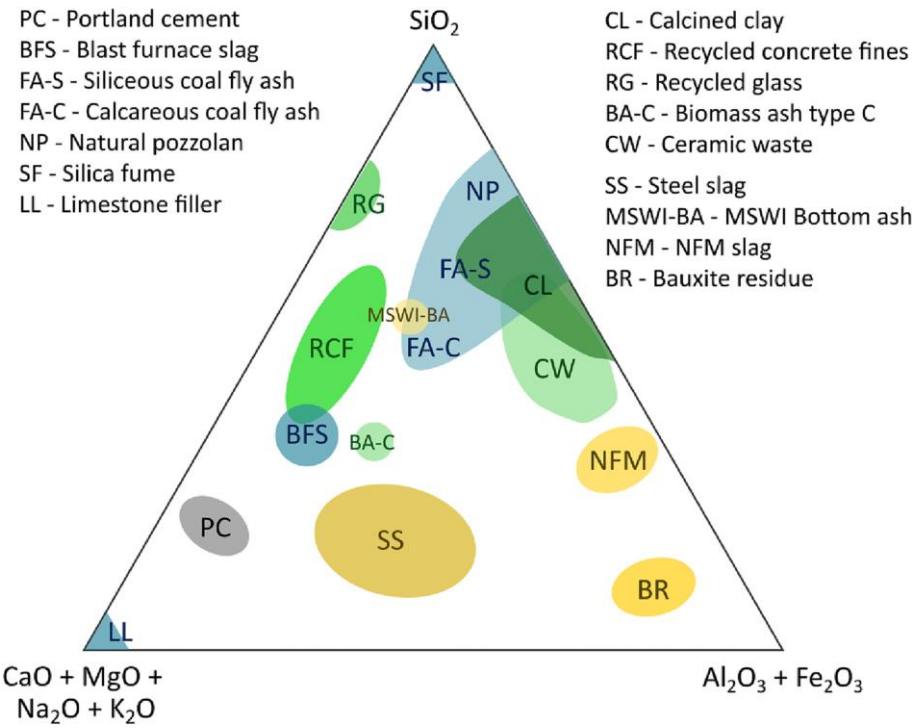 PC - Portland cement
BFS - Blast furnace slag
FA-S - Siliceous coal fly ash
FA-C - Calcareous coal fly ash
NP - Natural pozzolan
SF - Silica fume
LL - Limestone filler
SiO₂
CL - Calcined clay
RCF - Recycled concrete fines
RG - Recycled glass
BA-C - Biomass ash type C
CW - Ceramic waste
SS - Steel slag
MSWI-BA - MSWI Bottom ash
NFM - NFM slag
BR - Bauxite residue
SF
NP
RG
FA-S
CL
MSWI-BA
RCF
FA-C
CW
BFS
BA-C
NFM
PC
SS
BR
LL
CaO + MgO +
Na₂O + K₂O
Al₂O₃ + Fe₂O₃